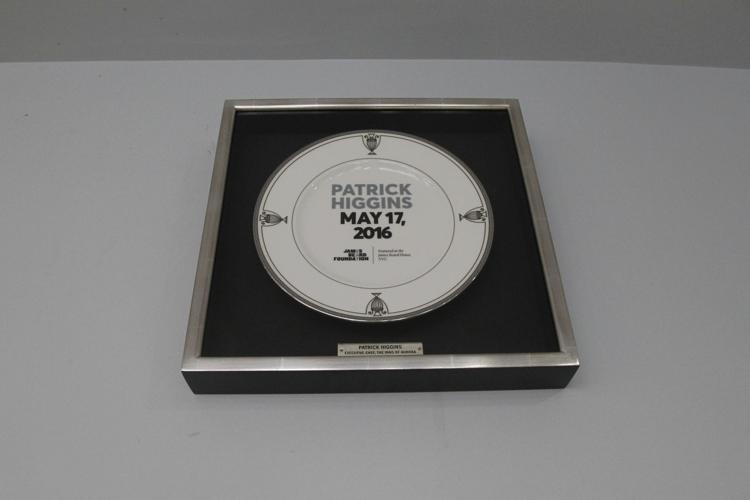 PATRICK
HIGGINS
MAY 17,
2016
JAMES
BEARD
FOUNDATION
Featured at the
James Beard House,
NYC
PATRICK HIGGINS
EXECUTIVE CHEF, THE INNS OF AURORA